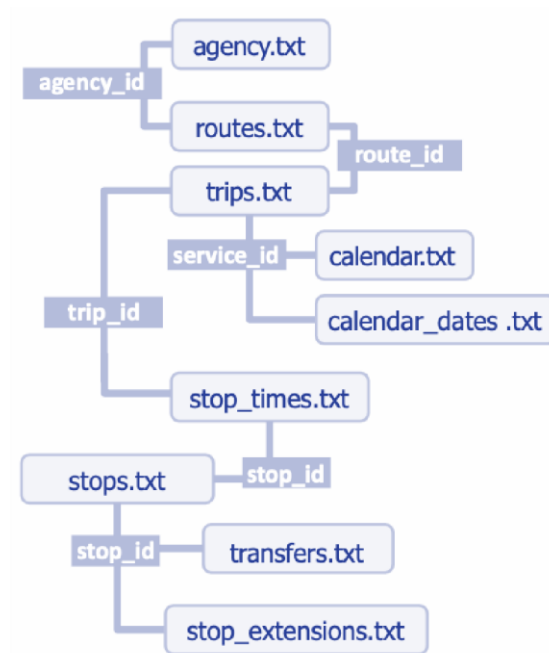 agency.txt
agency_id
routes.txt
route_id
trips.txt
service_id
calendar.txt
trip_id
calendar_dates .txt
stop_times.txt
stop_id
stops.txt
stop_id
transfers.txt
stop_extensions.txt